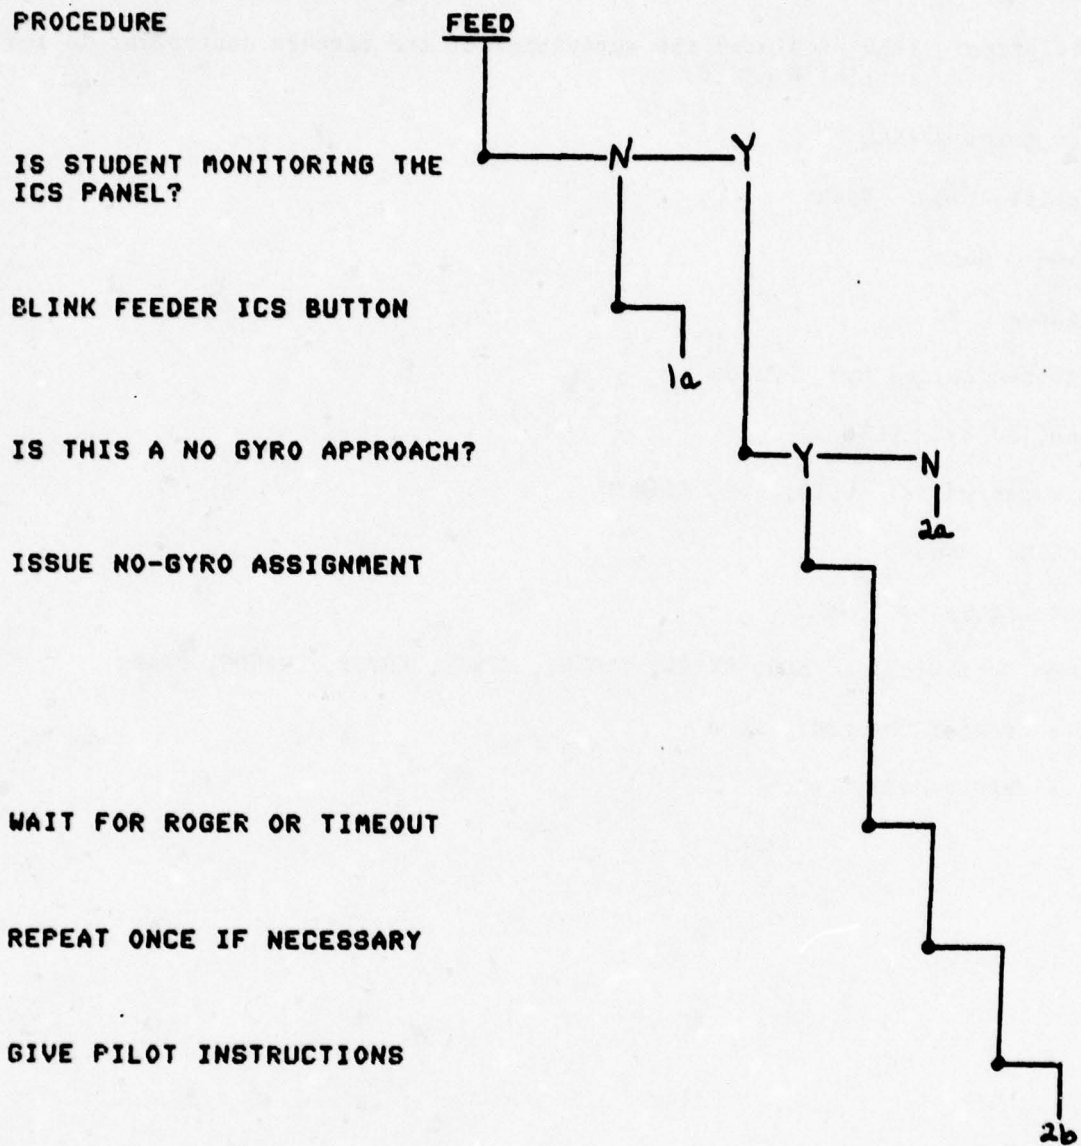 PROCEDURE FEED
IS STUDENT MONITORING THE N Y
ICS PANEL?
BLINK FEEDER ICS BUTTON
1a
IS THIS A NO GYRO APPROACH? Y N
2a
ISSUE NO-GYRO ASSIGNMENT
WAIT FOR ROGER OR TIMEOUT
REPEAT ONCE IF NECESSARY
GIVE PILOT INSTRUCTIONS
2b